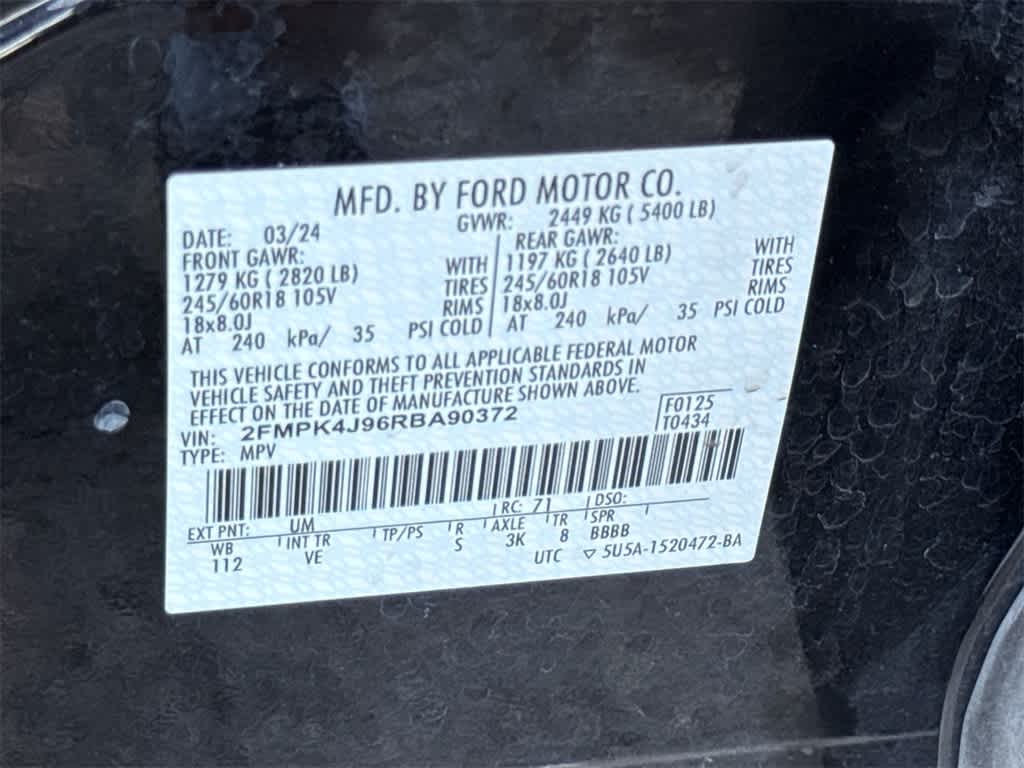 MFD. BY FORD MOTOR CO.
DATE: 03/24 GVWR: 2449 KG ( 5400 LB)
FRONT GAWR: REAR GAWR:
1279 KG ( 2820 LB) WITH 1197 KG ( 2640 LB) WITH
245/60R18 105V TIRES 245/60R18 105V TIRES
18x8.0J RIMS 18x8.0J RIMS
AT 240 kPa/ 35 PSI COLD AT 240 kPa/ 35 PSI COLD
THIS VEHICLE CONFORMS TO ALL APPLICABLE FEDERAL MOTOR
VEHICLE SAFETY AND THEFT PREVENTION STANDARDS IN
EFFECT ON THE DATE OF MANUFACTURE SHOWN ABOVE.
VIN: 2FMPK4J96RBA90372 F0125
TYPE: MPV T0434
EXT PNT: UM RC: 71 DSO:
WB INT TR TP/PS R AXLE TR SPR
112 VE S 3K 8 BBBB
UTC ▽ 5U5A-1520472-BA